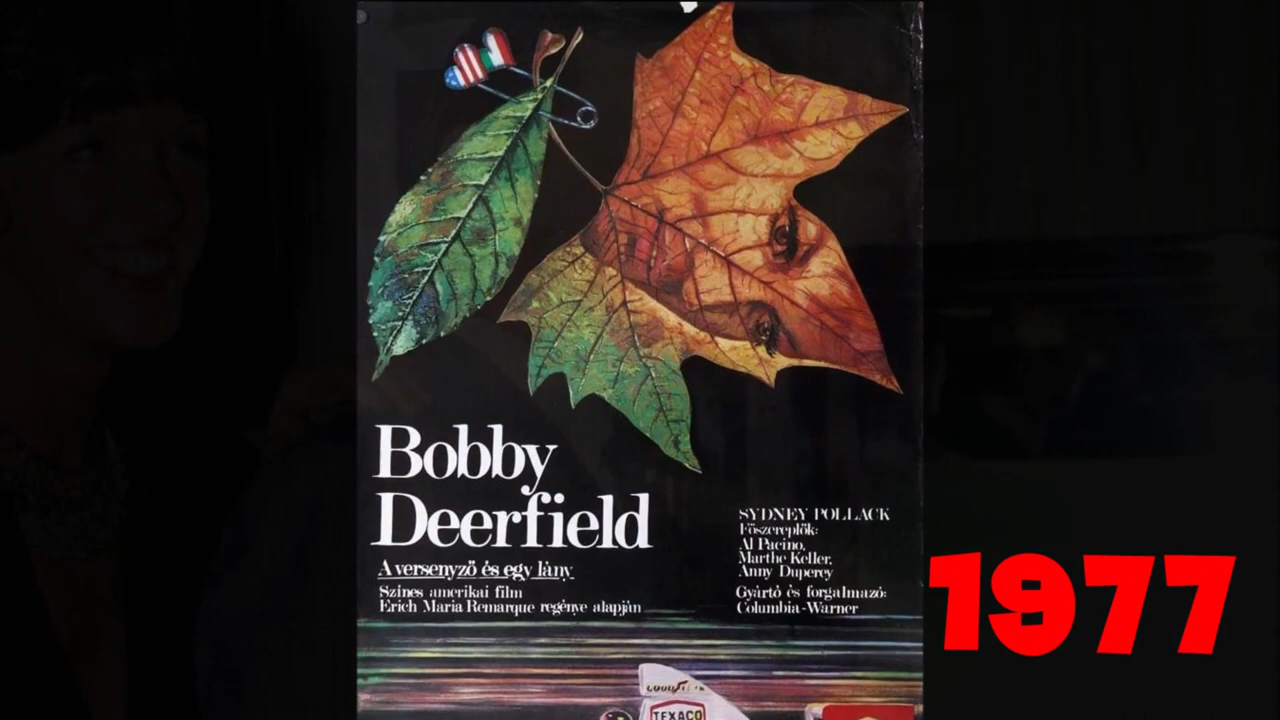 Bobby
Deerfield
A versenyző és egy lány
Színes amerikai film
Erich Maria Remarque regénye alapján
SYDNEY POLLACK
Főszereplők:
Al Pacino,
Marthe Keller,
Anny Duperey
Gyártó és forgalmazó:
Columbia-Warner
1977
GOODYEAR
TEXACO